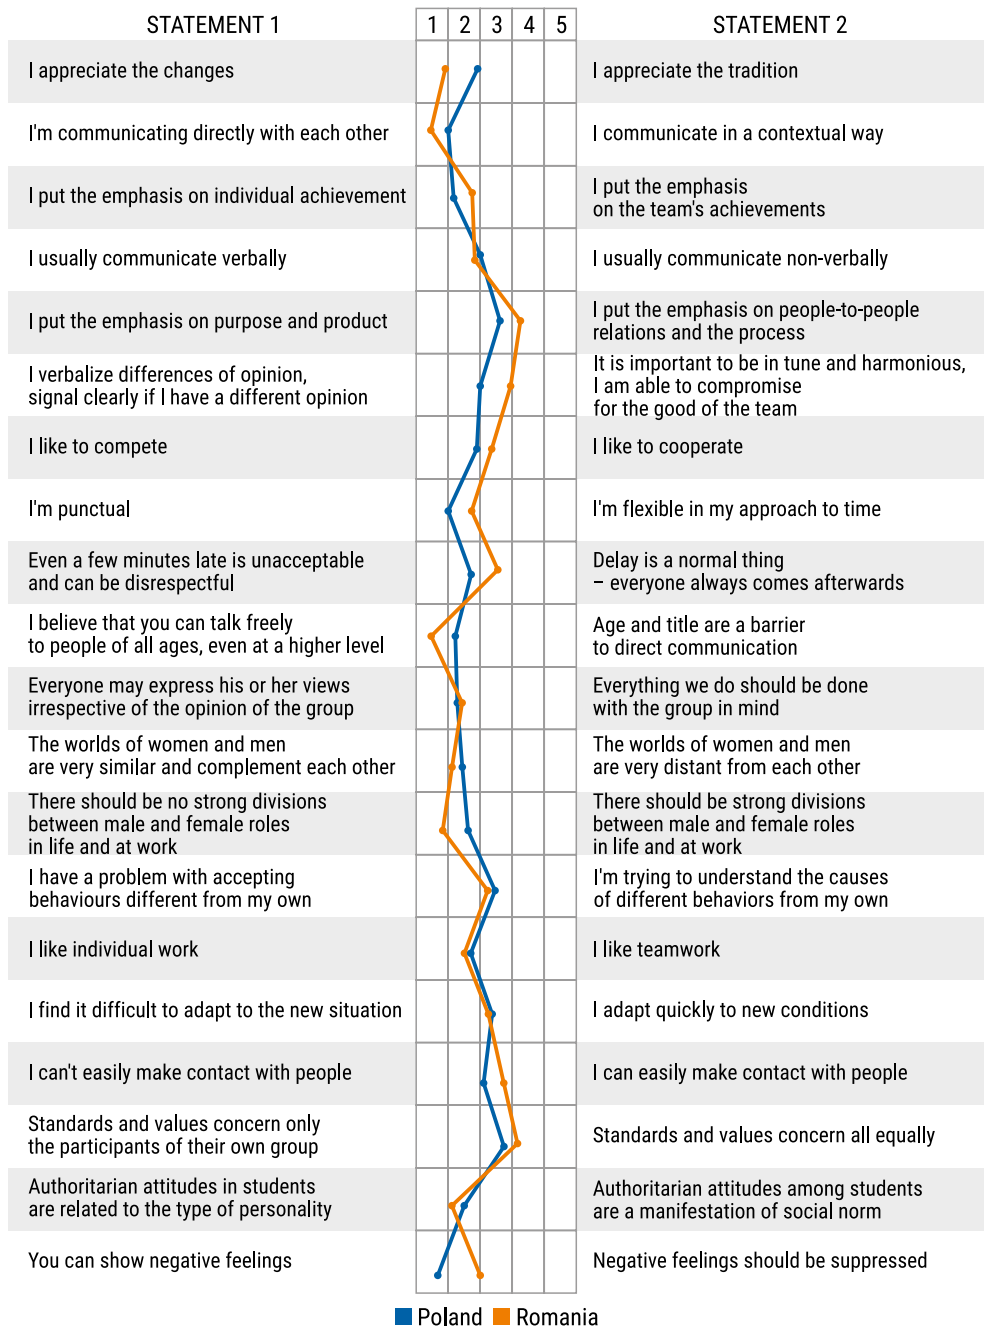 STATEMENT 1 1 2 3 4 5 STATEMENT 2
I appreciate the changes
I appreciate the tradition
I'm communicating directly with each other
I communicate in a contextual way
I put the emphasis on individual achievement
I put the emphasis
on the team's achievements
I usually communicate verbally
I usually communicate non-verbally
I put the emphasis on purpose and product
I put the emphasis on people-to-people
relations and the process
I verbalize differences of opinion,
signal clearly if I have a different opinion
It is important to be in tune and harmonious,
I am able to compromise
for the good of the team
I like to compete
I like to cooperate
I'm punctual
I'm flexible in my approach to time
Even a few minutes late is unacceptable
and can be disrespectful
Delay is a normal thing
– everyone always comes afterwards
I believe that you can talk freely
to people of all ages, even at a higher level
Age and title are a barrier
to direct communication
Everyone may express his or her views
irrespective of the opinion of the group
Everything we do should be done
with the group in mind
The worlds of women and men
are very similar and complement each other
The worlds of women and men
are very distant from each other
There should be no strong divisions
between male and female roles
in life and at work
There should be strong divisions
between male and female roles
in life and at work
I have a problem with accepting
behaviours different from my own
I'm trying to understand the causes
of different behaviors from my own
I like individual work
I like teamwork
I find it difficult to adapt to the new situation
I adapt quickly to new conditions
I can't easily make contact with people
I can easily make contact with people
Standards and values concern only
the participants of their own group
Standards and values concern all equally
Authoritarian attitudes in students
are related to the type of personality
Authoritarian attitudes among students
are a manifestation of social norm
You can show negative feelings
Negative feelings should be suppressed
Poland Romania